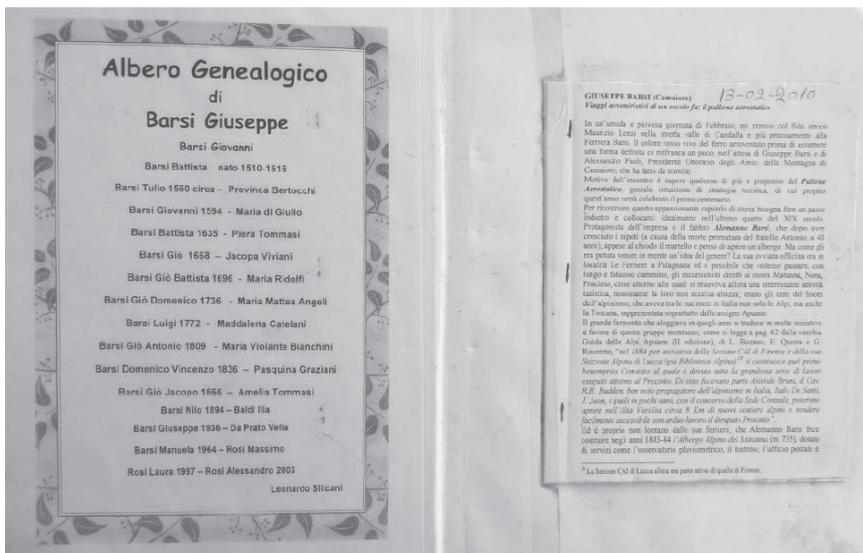 Albero Genealogico
di
Barsi Giuseppe
Barsi Giovanni
Barsi Battista nato 1510-1515
Barsi Tulio 1560 circa - Provinca Bertocchi
Barsi Giovanni 1594 - Maria di Giullo
Barsi Battista 1635 - Piera Tommasi
Barsi Giò 1668 - Jacopa Viviani
Barsi Giò Battista 1696 - Maria Ridolfi
Barsi Giò Domenico 1736 - Maria Mattea Angeli
Barsi Luigi 1772 - Maddalena Catelani
Barsi Giò Antonio 1809 - Maria Violante Bianchini
Barsi Domenico Vincenzo 1836 - Pasquina Graziani
Barsi Giò Jacopo 1866 - Amelia Tommasi
Barsi Nilo 1894 - Baldi Ilia
Barsi Giuseppe 1936 - Da Prato Velia
Barsi Manuela 1964 - Rosi Massimo
Rosi Laura 1997 - Rosi Alessandro 2003
Leonardo Silicani
GIUSEPPE BARSI (Camaiore) 13-02-2010
Viaggi avveniristici di un secolo fa: il pallone aerostatico
In un'umida e piovosa giornata di Febbraio, mi ritrovo col fido amico
Maurizio Lenzi nella stretta valle di Candalla e più precisamente alla
Ferriera Barsi. Il colore rosso vivo del ferro arroventato prima di assumere
una forma definita ci rinfranca un poco, nell'attesa di Giuseppe Barsi e di
Alessandro Paoli, Presidente Onorario degli Amici della Montagna di
Camaiore, che ha fatto da tramite.
Motivo dell'incontro è sapere qualcosa di più a proposito del Pallone
Aerostatico, geniale intuizione di strategia turistica, di cui proprio
quest'anno verrà celebrato il primo centenario.
Per ricostruire questo appassionante capitolo di storia bisogna fare un passo
indietro e collocarci idealmente nell'ultimo quarto del XIX secolo.
Protagonista dell'impresa è il fabbro Alemanno Barsi, che dopo aver
cresciuto i nipoti (a causa della morte prematura del fratello Antonio, a 40
anni), appese al chiodo il martello e pensò di aprire un albergo. Ma come gli
era potuta venire in mente un'idea del genere? La sua avviata officina era in
località Le Ferriere a Palagnana ed è possibile che vedesse passare, con
lungo e faticoso cammino, gli escursionisti diretti ai monti Matanna, Nona,
Procinto, cime attorno alle quali si muoveva allora una interessante attività
turistica, nonostante la loro non eccelsa altezza; erano gli anni del boom
dell'alpinismo, che aveva tra le sue mete in Italia non solo le Alpi, ma anche
la Toscana, rappresentata soprattutto dalle arcigne Apuane.
Il grande fermento che aleggiava in quegli anni si traduce in molte iniziative
a favore di questo gruppo montuoso; come si legge a pag. 62 della vecchia
Guida delle Alpi Apuane (II edizione), di L. Bozano, E. Questa e G.
Rovereto, "nel 1884 per iniziativa della Sezione CAI di Firenze e della sua
Stazione Alpina di Lucca (già Biblioteca Alpina) si costituisce quel primo
benemerito Comitato al quale è dovuta tutta la grandiosa serie di lavori
eseguiti attorno al Procinto. Di esso facevano parte Aristide Bruni, il Cav.
R.B. Budden, ben noto propagatore dell'alpinismo in Italia, Italo De Santi,
J. Juon, i quali in pochi anni, con il concorso della Sede Centrale, poterono
aprire nell'Alta Versilia circa 8 Km di nuovi sentieri alpini e rendere
facilmente accessibile con arduo lavoro il dirupato Procinto".
Ed è proprio non lontano dalle sue ferriere, che Alemanno Barsi fece
costruire negli anni 1883-84 l'Albergo Alpino del Matanna (m 735), dotato
di servizi come l'osservatorio pluviometrico, il trattino, l'ufficio postale e
La Sezione CAI di Lucca allora era parte attiva di quella di Firenze.